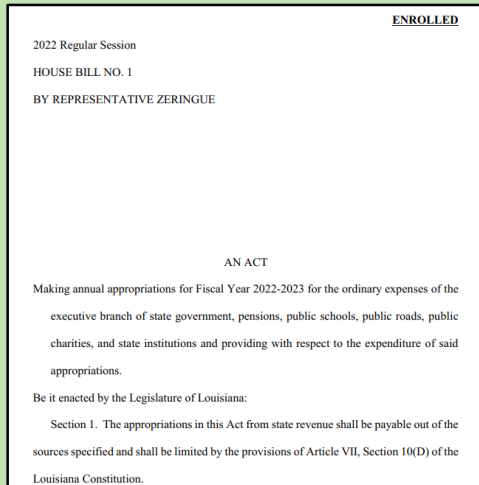 ENROLLED
2022 Regular Session
HOUSE BILL NO. 1
BY REPRESENTATIVE ZERINGUE
AN ACT
Making annual appropriations for Fiscal Year 2022-2023 for the ordinary expenses of the
executive branch of state government, pensions, public schools, public roads, public
charities, and state institutions and providing with respect to the expenditure of said
appropriations.
Be it enacted by the Legislature of Louisiana:
Section 1. The appropriations in this Act from state revenue shall be payable out of the
sources specified and shall be limited by the provisions of Article VII, Section 10(D) of the
Louisiana Constitution.